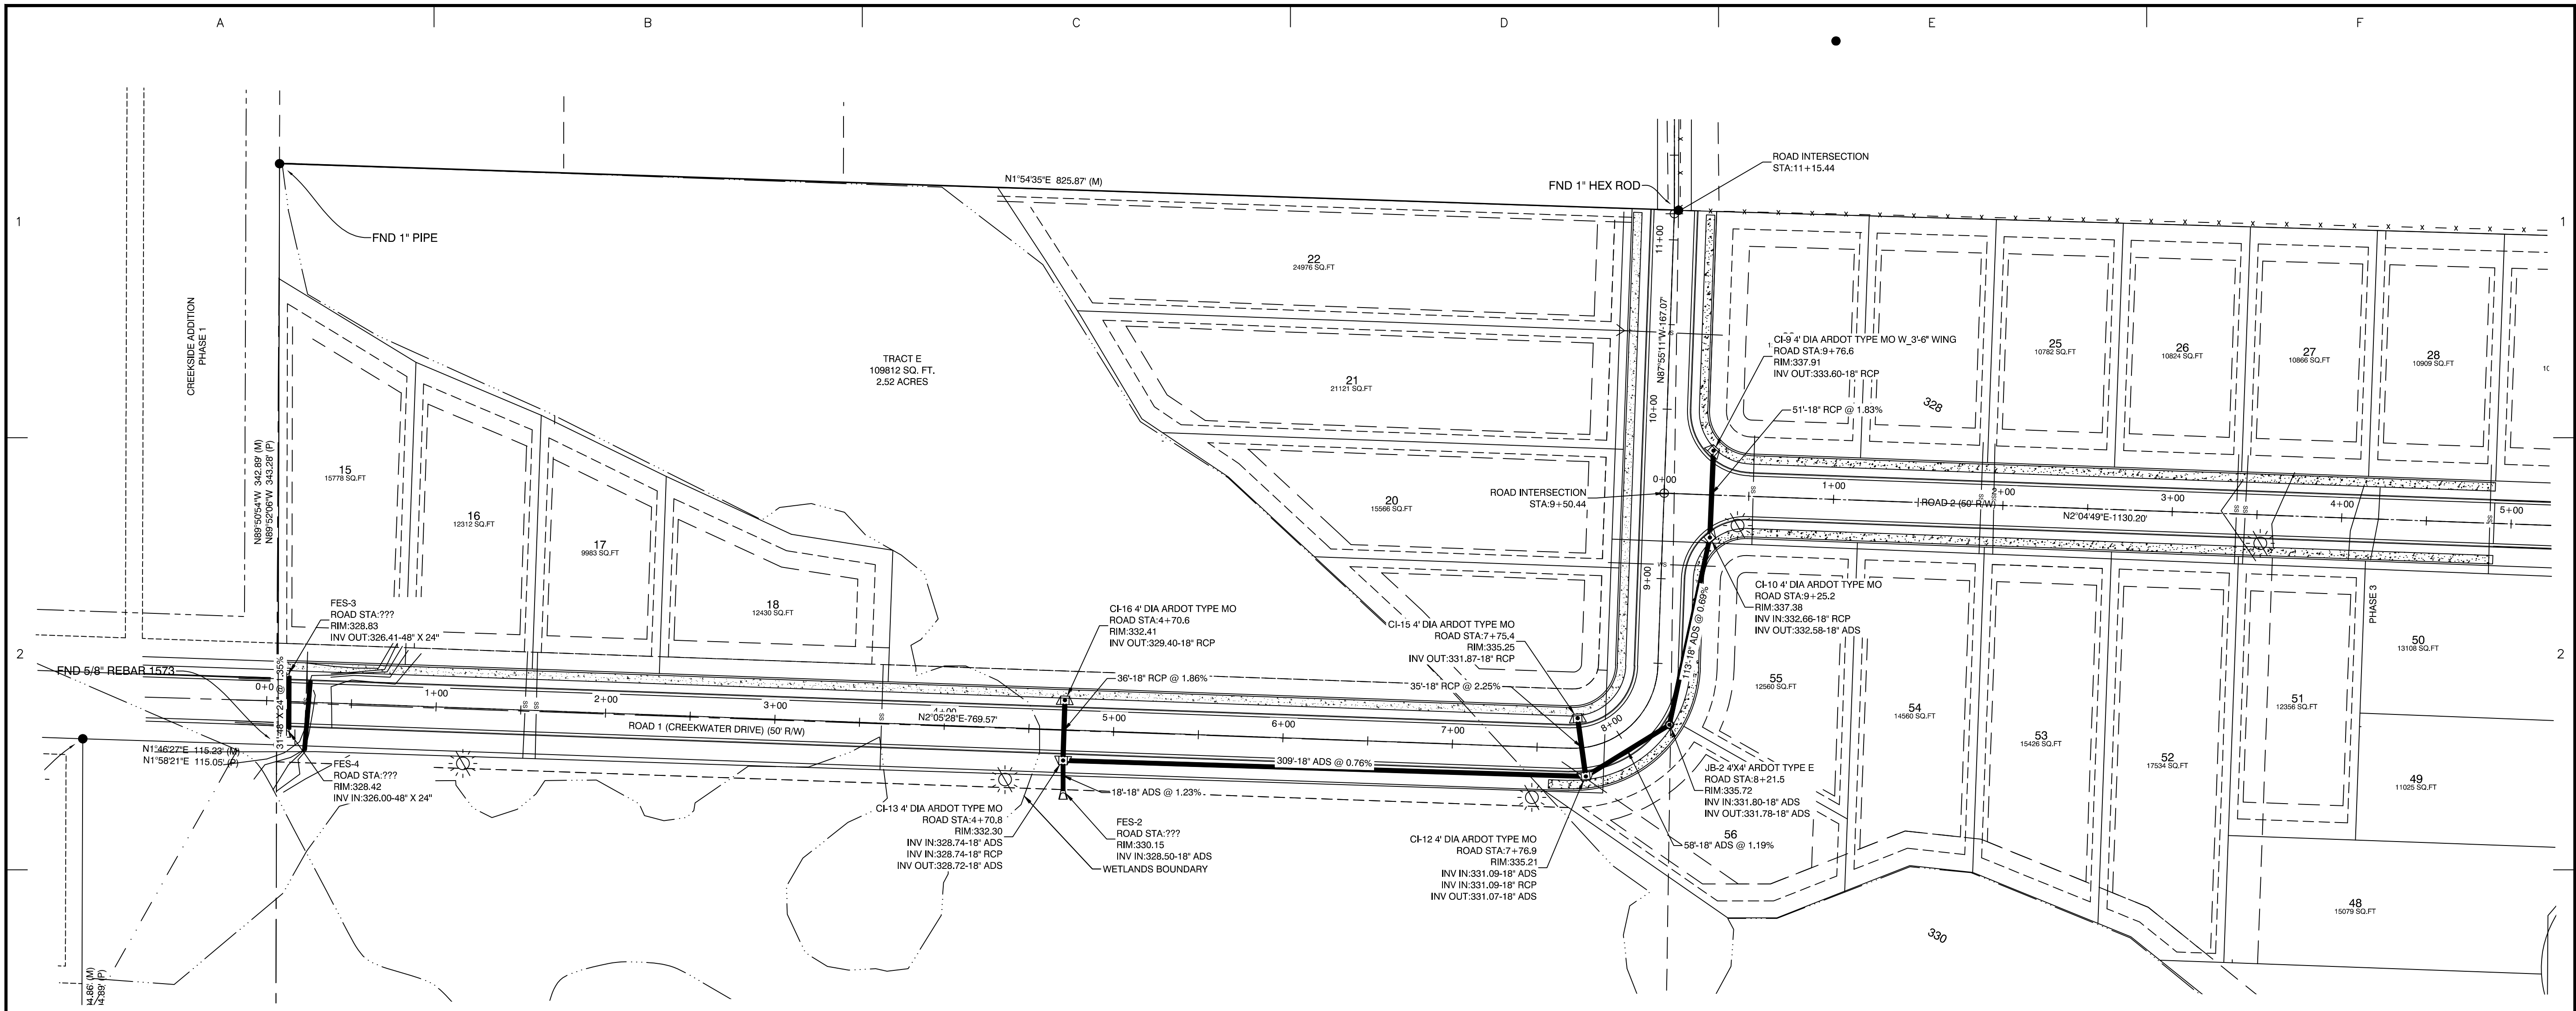 A
B
C
D
E
F
1
1
2
2
N1°54'35"E 825.87' (M)
FND 1" PIPE
FND 1" HEX ROD
ROAD INTERSECTION
STA:11+15.44
CREEKSIDE ADDITION
PHASE 1
N89°50'54"W 342.89' (M)
N89°52'06"W 343.28' (P)
TRACT E
109812 SQ. FT.
2.52 ACRES
22
24976 SQ.FT
21
21121 SQ.FT
20
15566 SQ.FT
15
15778 SQ.FT
16
12312 SQ.FT
17
9983 SQ.FT
18
12430 SQ.FT
11+00
N87°55'11"W-167.07'
10+00
9+00
CI-9 4' DIA ARDOT TYPE MO W_3'-6" WING
ROAD STA:9+76.6
RIM:337.91
INV OUT:333.60-18" RCP
51'-18" RCP @ 1.83%
328
25
10782 SQ.FT
26
10824 SQ.FT
27
10866 SQ.FT
28
10909 SQ.FT
ROAD INTERSECTION
STA:9+50.44
0+00
1+00
2+00
3+00
4+00
5+00
ROAD 2 (50' R/W)
N2°04'49"E-1130.20'
SS
SS
SS
SS
SS
WS
PHASE 3
CI-10 4' DIA ARDOT TYPE MO
ROAD STA:9+25.2
RIM:337.38
INV IN:332.66-18" RCP
INV OUT:332.58-18" ADS
113'-18" ADS @ 0.69%
CI-15 4' DIA ARDOT TYPE MO
ROAD STA:7+75.4
RIM:335.25
INV OUT:331.87-18" RCP
35'-18" RCP @ 2.25%
CI-16 4' DIA ARDOT TYPE MO
ROAD STA:4+70.6
RIM:332.41
INV OUT:329.40-18" RCP
36'-18" RCP @ 1.86%
FES-3
ROAD STA:???
RIM:328.83
INV OUT:326.41-48" X 24"
FND 5/8" REBAR 1573
31'-48" X 24" @ 1.35%
0+0
1+00
2+00
3+00
4+00
5+00
6+00
7+00
8+00
SS
SS
SS
SS
ROAD 1 (CREEKWATER DRIVE) (50' R/W)
N2°05'28"E-769.57'
309'-18" ADS @ 0.76%
N1°46'27"E 115.23' (M)
N1°58'21"E 115.05' (P)
FES-4
ROAD STA:???
RIM:328.42
INV IN:326.00-48" X 24"
18'-18" ADS @ 1.23%
CI-13 4' DIA ARDOT TYPE MO
ROAD STA:4+70.8
RIM:332.30
INV IN:328.74-18" ADS
INV IN:328.74-18" RCP
INV OUT:328.72-18" ADS
FES-2
ROAD STA:???
RIM:330.15
INV IN:328.50-18" ADS
WETLANDS BOUNDARY
CI-12 4' DIA ARDOT TYPE MO
ROAD STA:7+76.9
RIM:335.21
INV IN:331.09-18" ADS
INV IN:331.09-18" RCP
INV OUT:331.07-18" ADS
JB-2 4'X4' ARDOT TYPE E
ROAD STA:8+21.5
RIM:335.72
INV IN:331.80-18" ADS
INV OUT:331.78-18" ADS
56
58'-18" ADS @ 1.19%
55
12560 SQ.FT
54
14560 SQ.FT
53
15426 SQ.FT
52
17534 SQ.FT
51
12356 SQ.FT
50
13108 SQ.FT
49
11025 SQ.FT
48
15079 SQ.FT
330
4.86' (M)
4.89' (P)